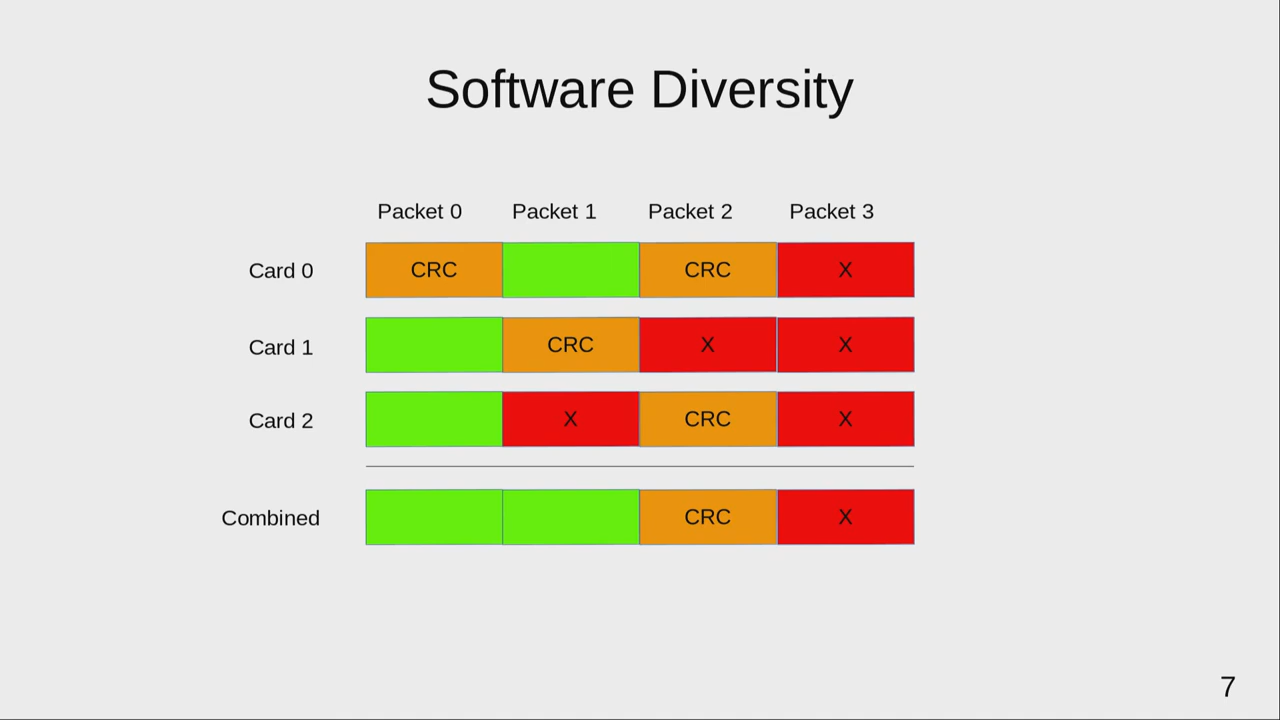 Software Diversity
Packet 0 Packet 1 Packet 2 Packet 3
Card 0 CRC CRC X
Card 1 CRC X X
Card 2 X CRC X
Combined CRC X
7